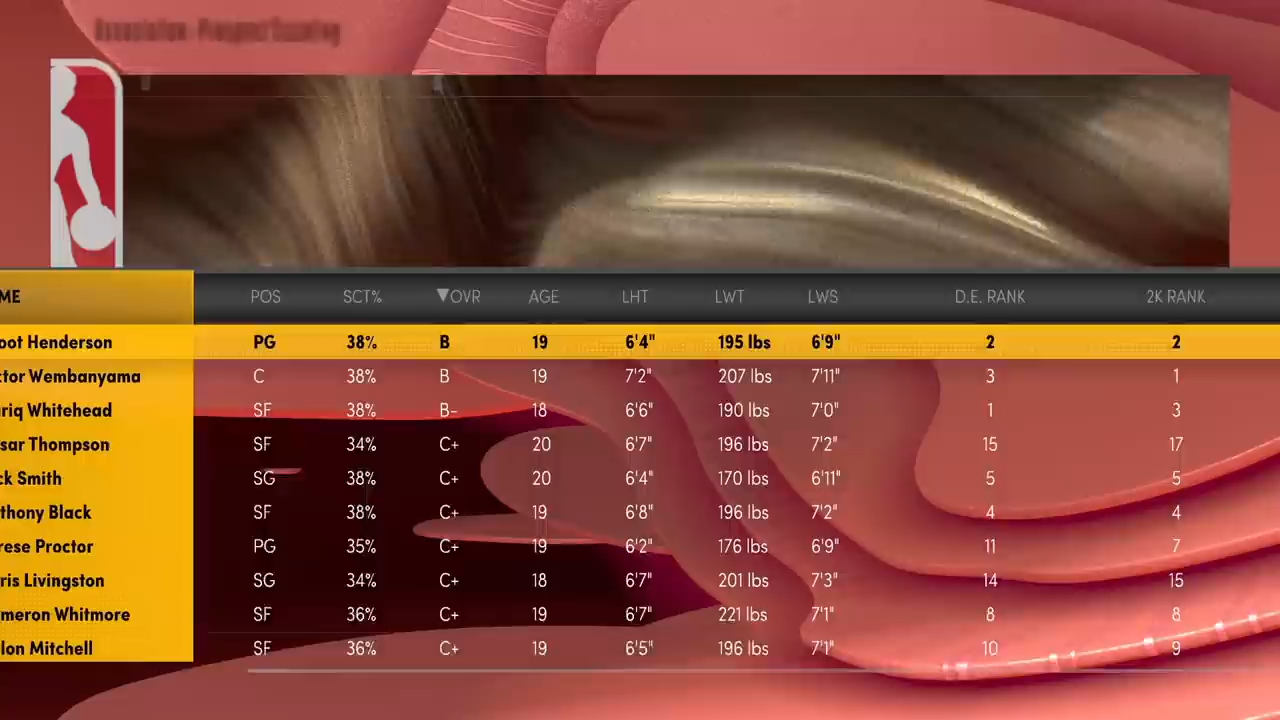 Association Prospect Scouting
ME POS SCT% ▼OVR AGE LHT LWT LWS D.E. RANK 2K RANK
oot Henderson PG 38% B 19 6'4" 195 lbs 6'9" 2 2
ctor Wembanyama C 38% B 19 7'2" 207 lbs 7'11" 3 1
riq Whitehead SF 38% B- 18 6'6" 190 lbs 7'0" 1 3
sar Thompson SF 34% C+ 20 6'7" 196 lbs 7'2" 15 17
ck Smith SG 38% C+ 20 6'4" 170 lbs 6'11" 5 5
thony Black SF 38% C+ 19 6'8" 196 lbs 7'2" 4 4
rese Proctor PG 35% C+ 19 6'2" 176 lbs 6'9" 11 7
ris Livingston SG 34% C+ 18 6'7" 201 lbs 7'3" 14 15
meron Whitmore SF 36% C+ 19 6'7" 221 lbs 7'1" 8 8
lon Mitchell SF 36% C+ 19 6'5" 196 lbs 7'1" 10 9